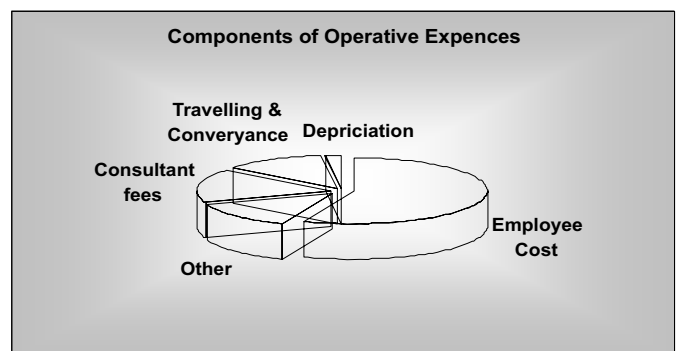 Components of Operative Expences
Travelling &
Converyance
Depriciation
Consultant
fees
Employee
Cost
Other